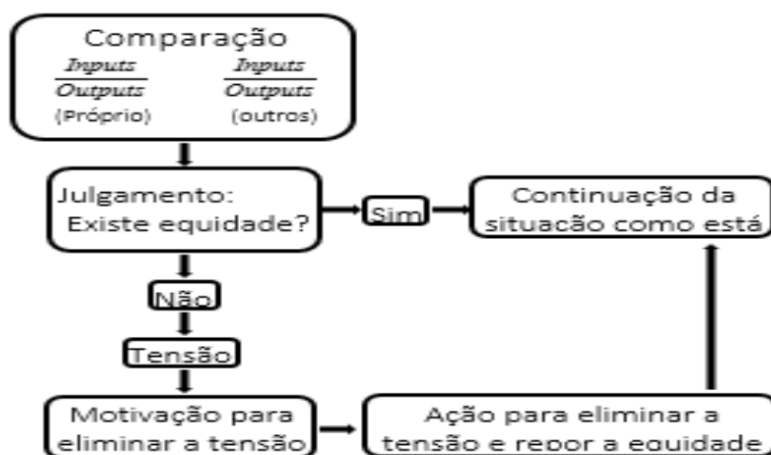 Comparação
Inputs Inputs
Outputs Outputs
(Próprio) (outros)
Julgamento:
Existe equidade?
Sim
Continuação da
situação como está
Não
Tensão
Motivação para
eliminar a tensão
Ação para eliminar a
tensão e repor a equidade